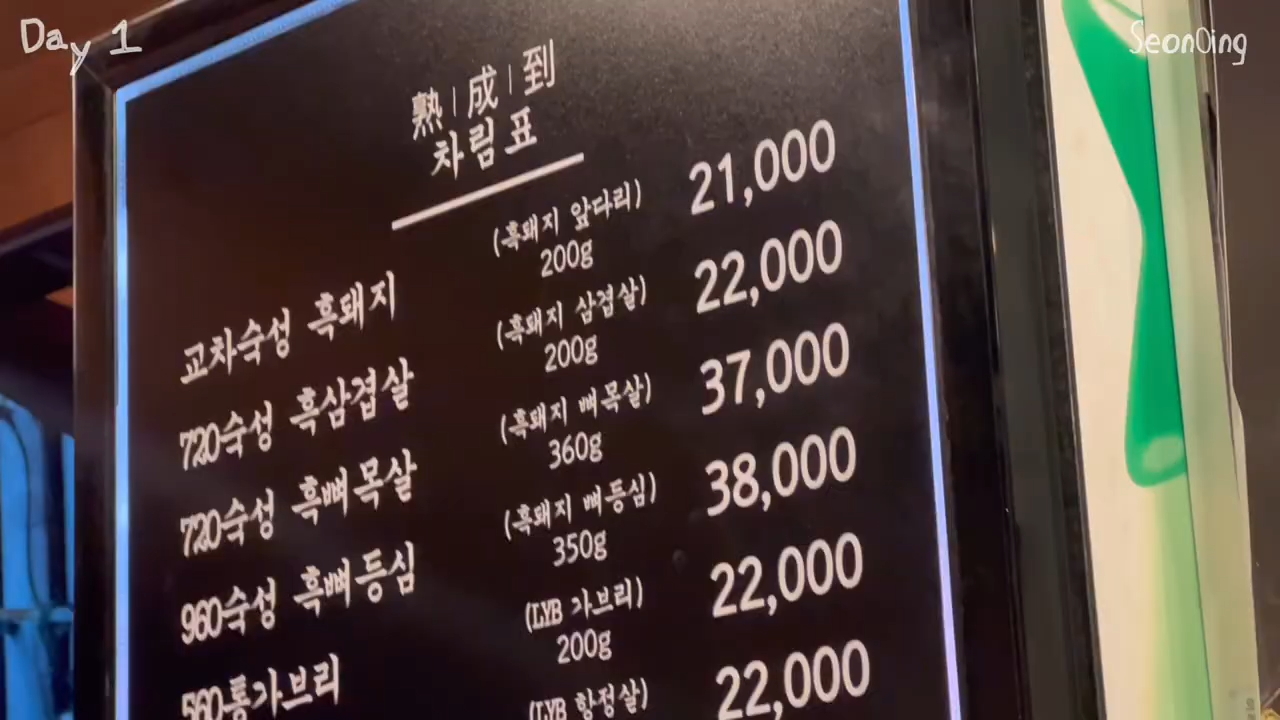 Day 1
SeonOing
熟|成|到
차림표
교차숙성 흑돼지 (흑돼지 앞다리) 200g 21,000
720숙성 흑삼겹살 (흑돼지 삼겹살) 200g 22,000
720숙성 흑뼈목살 (흑돼지 뼈목살) 360g 37,000
960숙성 흑뼈등심 (흑돼지 뼈등심) 350g 38,000
560통가브리 (LYB 가브리) 200g 22,000
(LYB 항정살) 22,000